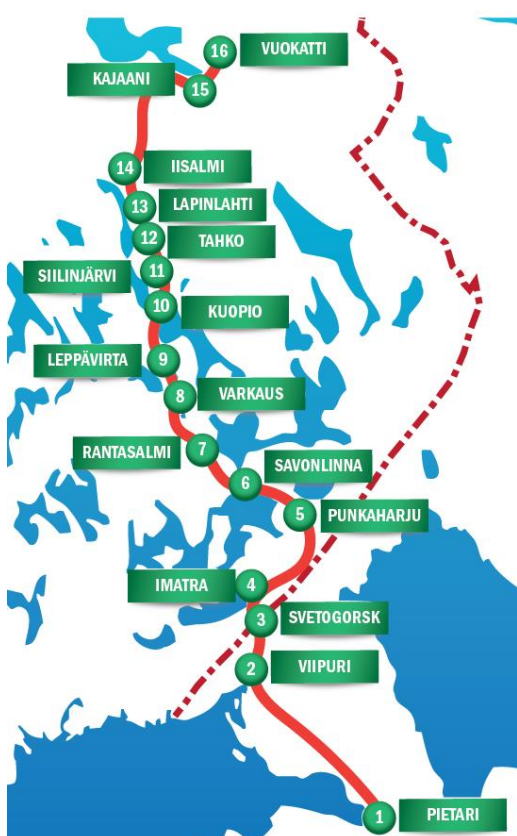 16 VUOKATTI
KAJAANI
15
14 IISALMI
13 LAPINLAHTI
12 TAHKO
SIILINJÄRVI 11
10 KUOPIO
LEPPÄVIRTA 9
8 VARKAUS
RANTASALMI 7
6 SAVONLINNA
5 PUNKAHARJU
IMATRA 4
3 SVETOGORSK
2 VIIPURI
1 PIETARI